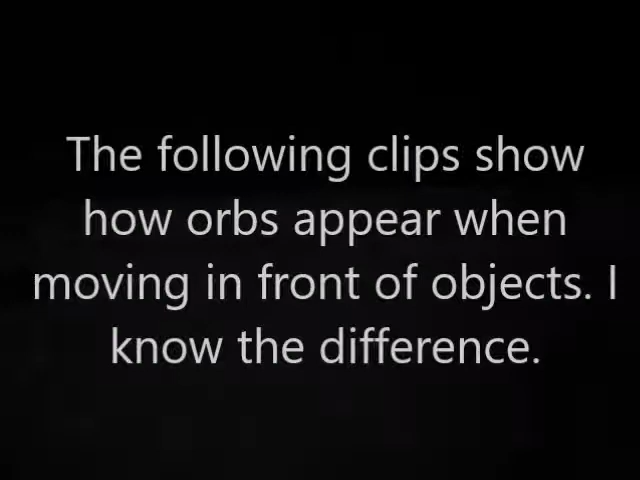 The following clips show
how orbs appear when
moving in front of objects. I
know the difference.